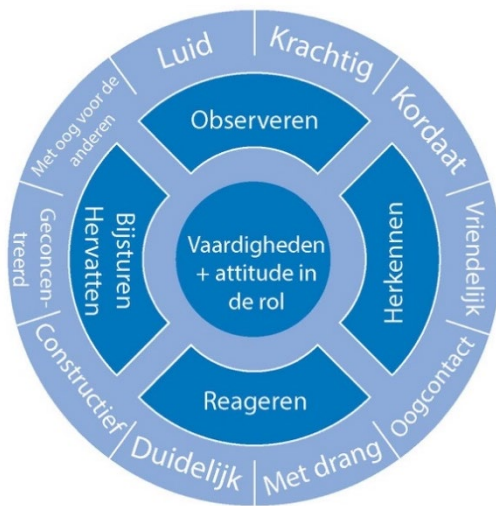 Luid
Krachtig
Kordaat
Vriendelijk
Oogcontact
Met drang
Duidelijk
Constructief
Geconcen-
treerd
Met oog voor de
anderen
Observeren
Herkennen
Reageren
Bijsturen
Hervatten
Vaardigheden
+ attitude in
de rol